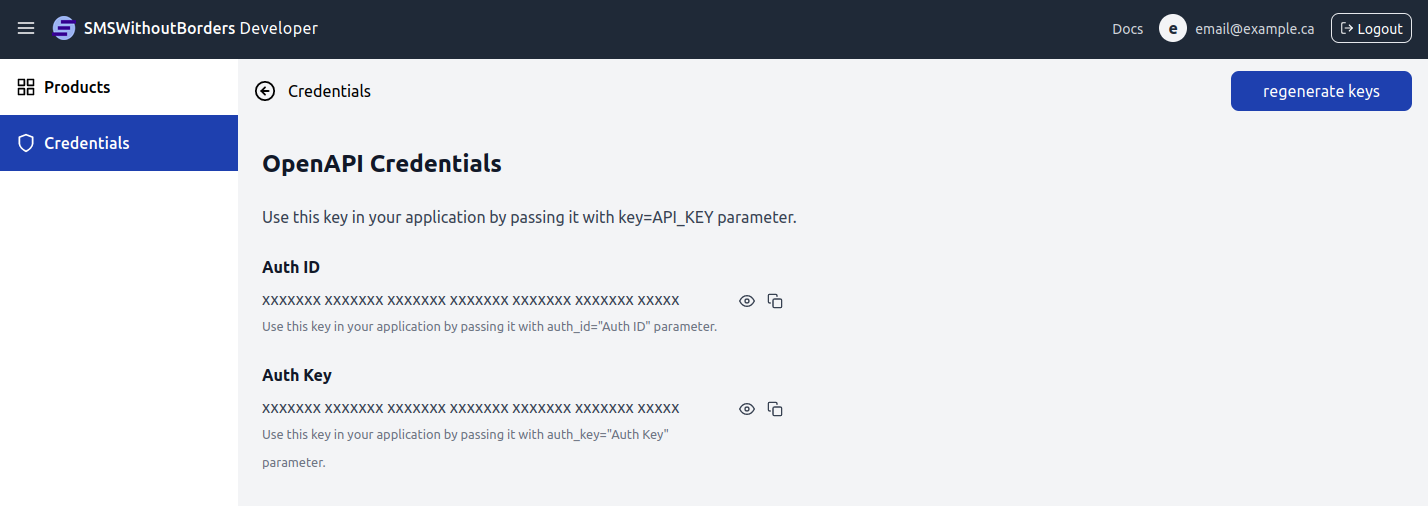 SMSWithoutBorders Developer
Docs
e
email@example.ca
Logout
Products
Credentials
Credentials
regenerate keys
OpenAPI Credentials
Use this key in your application by passing it with key=API_KEY parameter.
Auth ID
XXXXXXX XXXXXXX XXXXXXX XXXXXXX XXXXXXX XXXXXXX XXXXX
Use this key in your application by passing it with auth_id="Auth ID" parameter.
Auth Key
XXXXXXX XXXXXXX XXXXXXX XXXXXXX XXXXXXX XXXXXXX XXXXX
Use this key in your application by passing it with auth_key="Auth Key"
parameter.